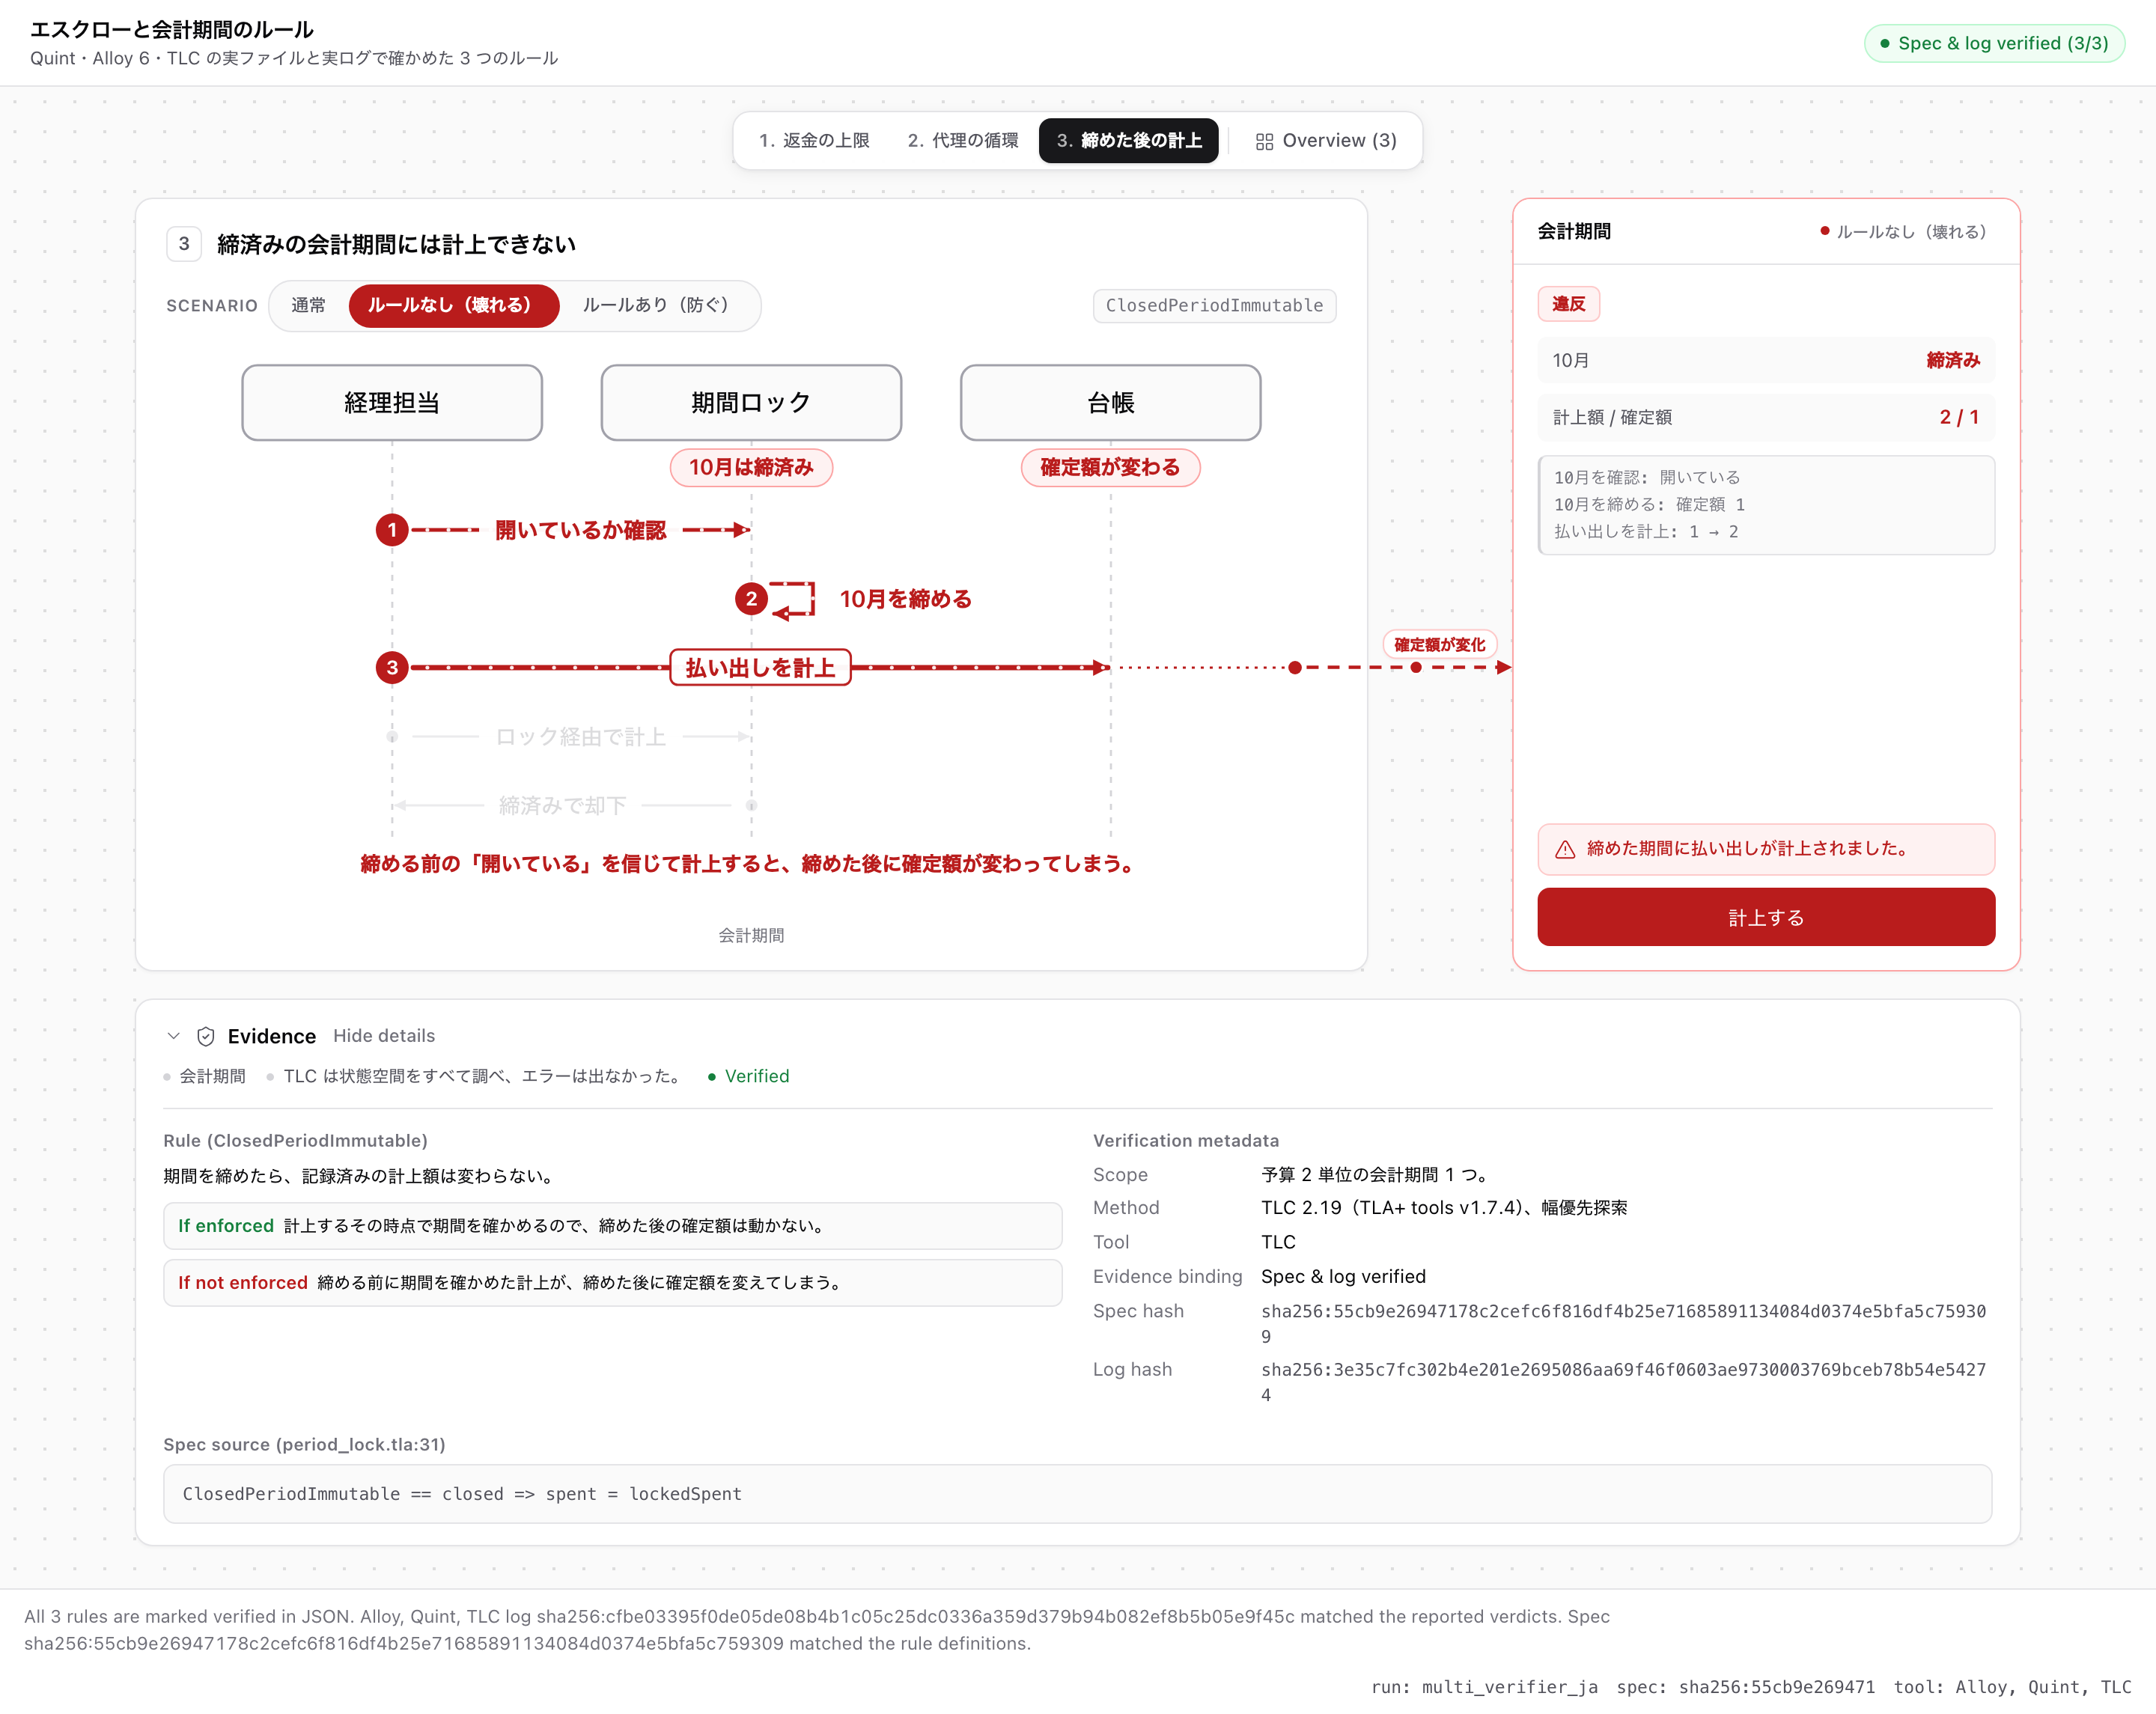 エスクローと会計期間のルール
Quint・Alloy 6・TLC の実ファイルと実ログで確かめた 3 つのルール
Spec & log verified (3/3)
1. 返金の上限
2. 代理の循環
3. 締めた後の計上
Overview (3)
3 締済みの会計期間には計上できない
SCENARIO 通常 ルールなし（壊れる） ルールあり（防ぐ）
ClosedPeriodImmutable
経理担当
期間ロック
台帳
10月は締済み
確定額が変わる
1 開いているか確認
2 10月を締める
3 払い出しを計上
確定額が変化
ロック経由で計上
締済みで却下
締める前の「開いている」を信じて計上すると、締めた後に確定額が変わってしまう。
会計期間
会計期間
ルールなし（壊れる）
違反
10月 締済み
計上額 / 確定額 2 / 1
10月を確認: 開いている
10月を締める: 確定額 1
払い出しを計上: 1 → 2
締めた期間に払い出しが計上されました。
計上する
Evidence Hide details
会計期間 TLC は状態空間をすべて調べ、エラーは出なかった。 Verified
Rule (ClosedPeriodImmutable)
期間を締めたら、記録済みの計上額は変わらない。
If enforced 計上するその時点で期間を確かめるので、締めた後の確定額は動かない。
If not enforced 締める前に期間を確かめた計上が、締めた後に確定額を変えてしまう。
Verification metadata
Scope 予算 2 単位の会計期間 1 つ。
Method TLC 2.19（TLA+ tools v1.7.4）、幅優先探索
Tool TLC
Evidence binding Spec & log verified
Spec hash sha256:55cb9e26947178c2cefc6f816df4b25e71685891134084d0374e5bfa5c75930
9
Log hash sha256:3e35c7fc302b4e201e2695086aa69f46f0603ae9730003769bceb78b54e5427
4
Spec source (period_lock.tla:31)
ClosedPeriodImmutable == closed => spent = lockedSpent
All 3 rules are marked verified in JSON. Alloy, Quint, TLC log sha256:cfbe03395f0de05de08b4b1c05c25dc0336a359d379b94b082ef8b5b05e9f45c matched the reported verdicts. Spec
sha256:55cb9e26947178c2cefc6f816df4b25e71685891134084d0374e5bfa5c759309 matched the rule definitions.
run: multi_verifier_ja spec: sha256:55cb9e269471 tool: Alloy, Quint, TLC